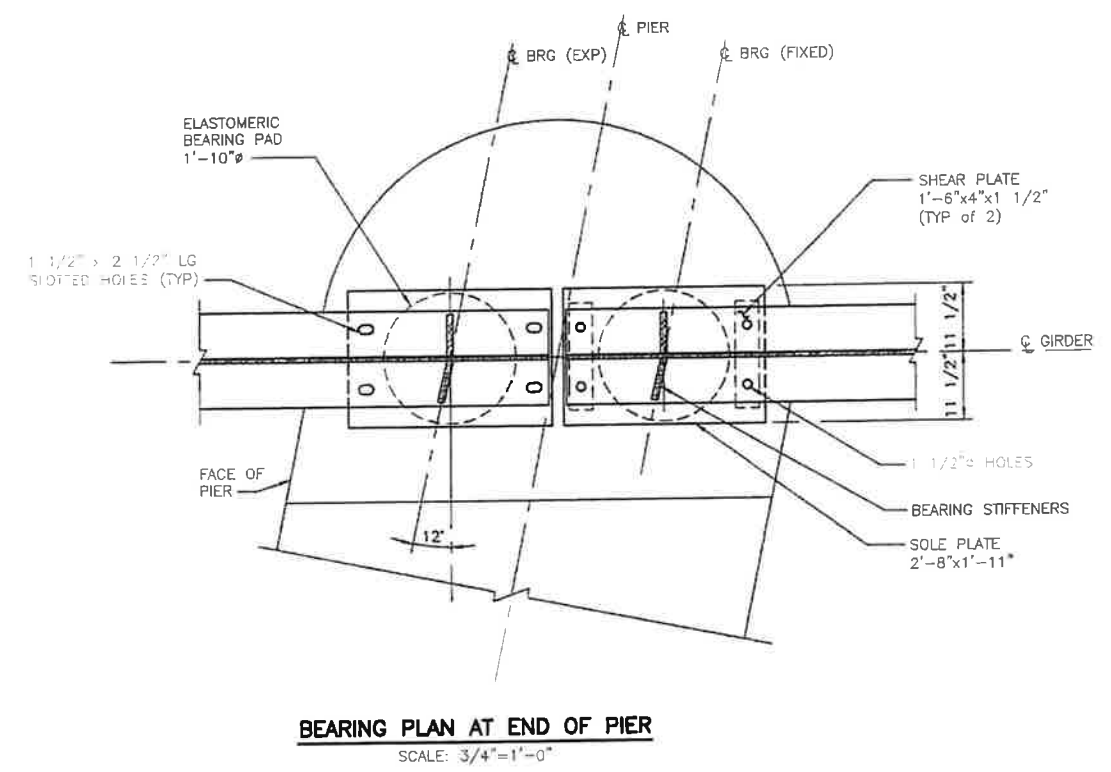 ℄ PIER
℄ BRG (EXP)
℄ BRG (FIXED)
ELASTOMERIC
BEARING PAD
1'-10"ø
SHEAR PLATE
1'-6"x4"x1 1/2"
(TYP of 2)
1 1/2" x 2 1/2" LG
SLOTTED HOLES (TYP)
11 1/2"
11 1/2"
℄ GIRDER
1 1/2"ø HOLES
FACE OF
PIER
BEARING STIFFENERS
12°
SOLE PLATE
2'-8"x1'-11"
BEARING PLAN AT END OF PIER
SCALE: 3/4"=1'-0"